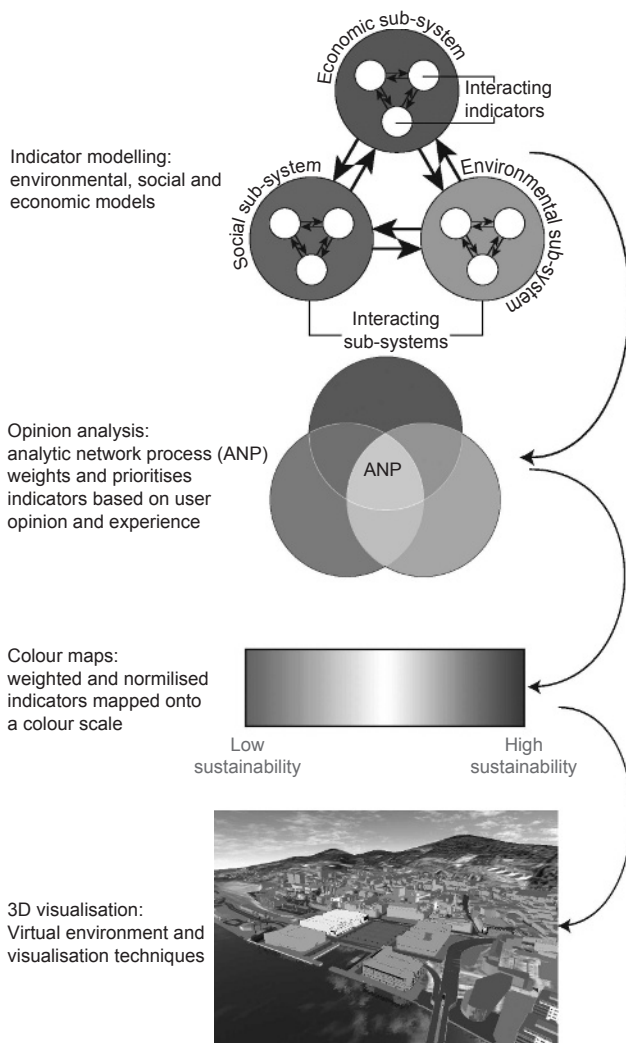 Economic sub-system
Interacting
indicators
Indicator modelling:
environmental, social and
economic models
Social sub-system
Environmental sub-system
Interacting
sub-systems
Opinion analysis:
analytic network process (ANP)
weights and prioritises
indicators based on user
opinion and experience
ANP
Colour maps:
weighted and normilised
indicators mapped onto
a colour scale
Low
sustainability
High
sustainability
3D visualisation:
Virtual environment and
visualisation techniques